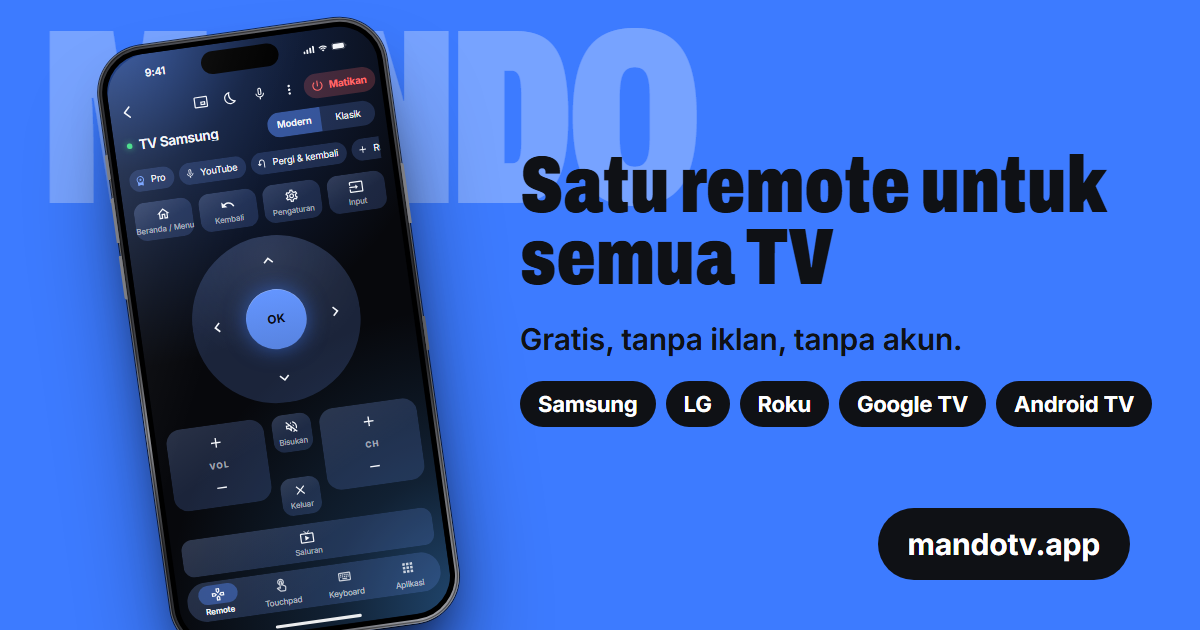 MANDO
9:41
Matikan
TV Samsung
Modern
Klasik
Pro
YouTube
Pergi & kembali
Beranda / Menu
Kembali
Pengaturan
Input
OK
VOL
Bisukan
CH
Keluar
Saluran
Remote
Touchpad
Keyboard
Aplikasi
Satu remote untuk
semua TV
Gratis, tanpa iklan, tanpa akun.
Samsung
LG
Roku
Google TV
Android TV
mandotv.app